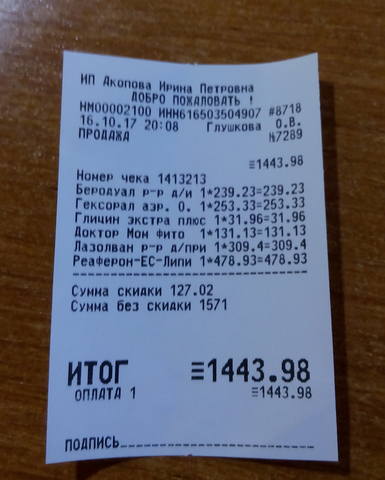 ИП Акопова Ирина Петровна
ДОБРО ПОЖАЛОВАТЬ !
НМ00002100 ИНН616503504907 #8718
16.10.17 20:08 Глушкова О.В.
ПРОДАЖА №7289
≡1443.98
Номер чека 1413213
Беродуал р-р д/и 1*239.23=239.23
Гексорал аэр. 0. 1*253.33=253.33
Глицин экстра плюс 1*31.96=31.96
Доктор Мом фито 1*131.13=131.13
Лазолван р-р д/при 1*309.4=309.4
Реаферон-ЕС-Липи 1*478.93=478.93
Сумма скидки 127.02
Сумма без скидки 1571
ИТОГ ≡1443.98
ОПЛАТА 1 ≡1443.98
ПОДПИСЬ